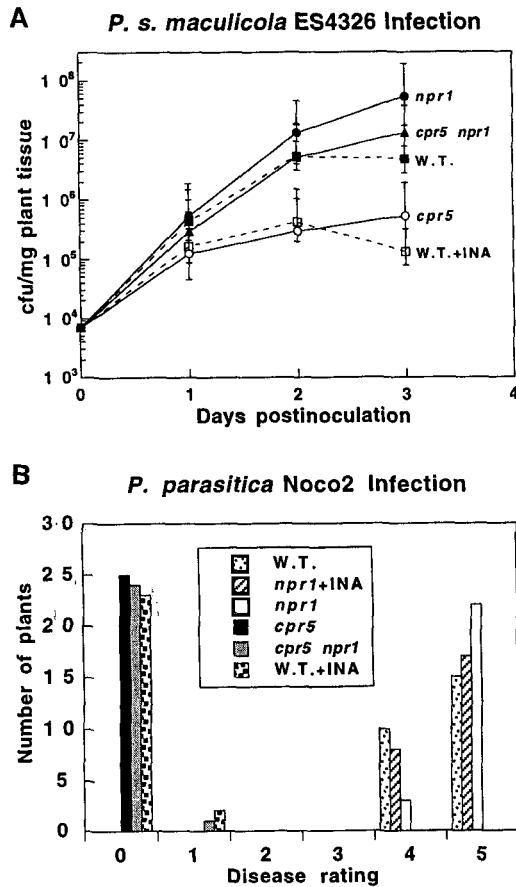 A
P. s. maculicola ES4326 Infection
cfu/mg plant tissue
1 0⁸
1 0⁷
1 0⁶
1 0⁵
1 0⁴
1 0³
npr1
cpr5 npr1
W.T.
cpr5
W.T.+INA
0 1 2 3 4
Days postinoculation
B
P. parasitica Noco2 Infection
Number of plants
3 0
2 5
2 0
1 5
1 0
5
0
W.T.
npr1+INA
npr1
cpr5
cpr5 npr1
W.T.+INA
0 1 2 3 4 5
Disease rating